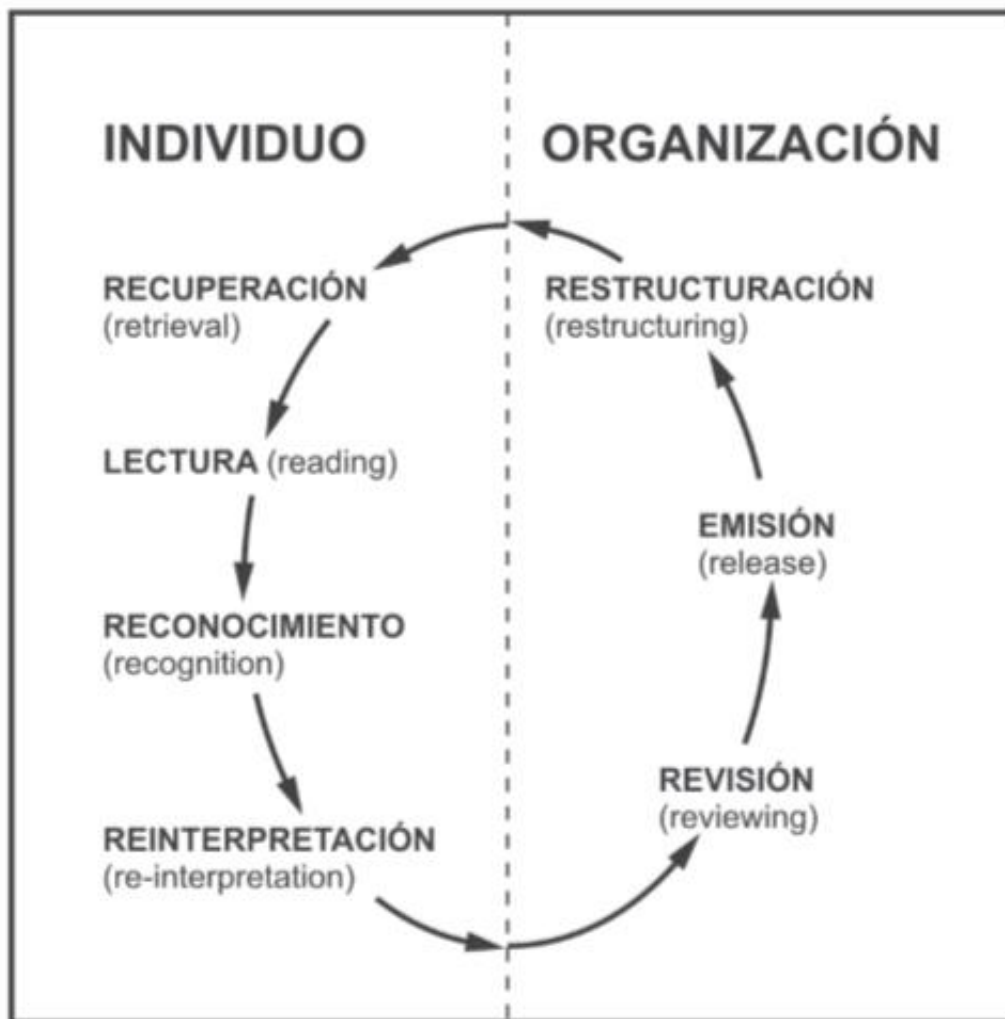 INDIVIDUO
RECUPERACIÓN
(retrieval)
LECTURA (reading)
RECONOCIMIENTO
(recognition)
REINTERPRETACIÓN
(re-interpretation)
ORGANIZACIÓN
RESTRUCTURACIÓN
(restructuring)
EMISIÓN
(release)
REVISIÓN
(reviewing)